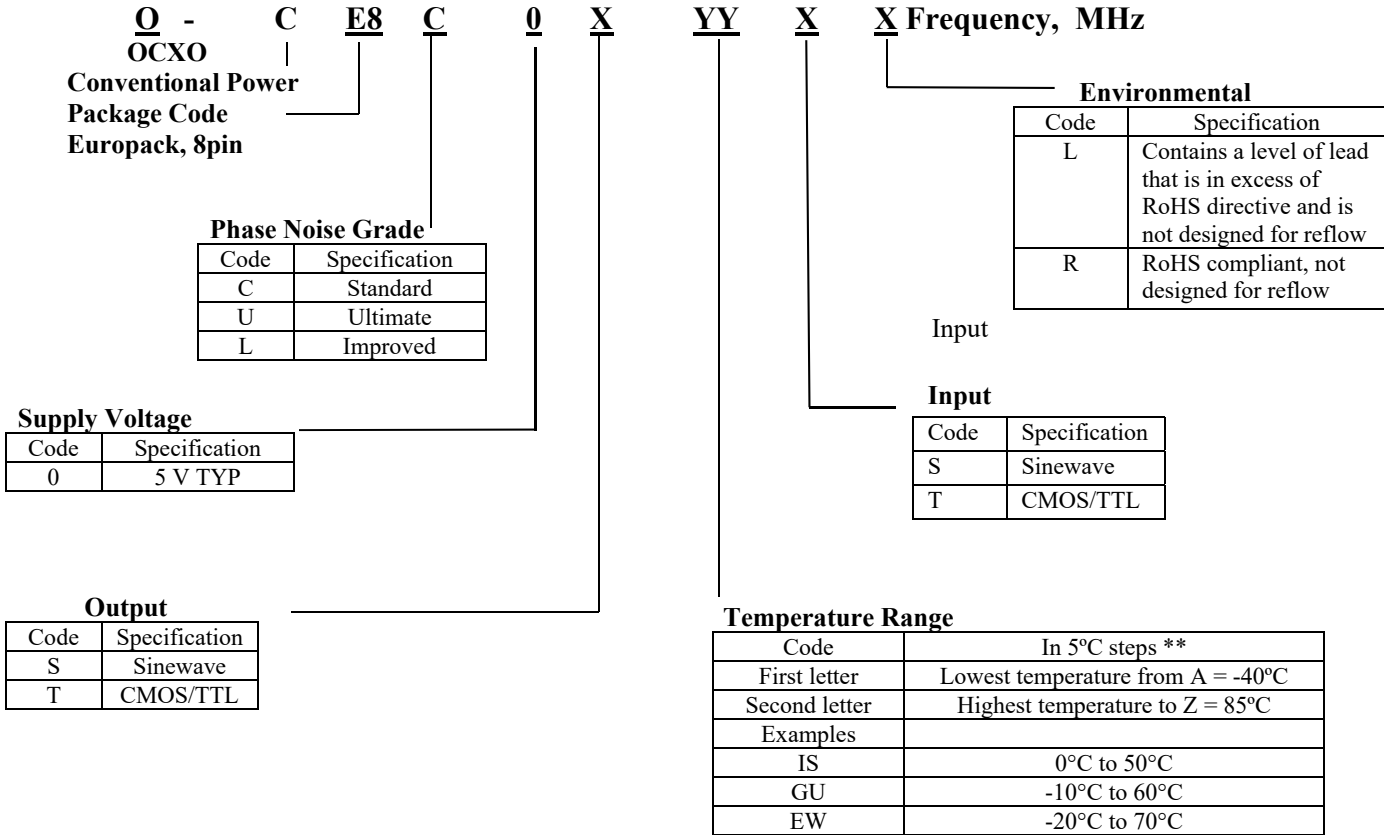 O - C E8 C 0 X YY X X Frequency, MHz
OCXO
Conventional Power
Package Code
Europack, 8pin
Environmental
Code Specification
L Contains a level of lead
that is in excess of
RoHS directive and is
not designed for reflow
R RoHS compliant, not
designed for reflow
Phase Noise Grade
Code Specification
C Standard
U Ultimate
L Improved
Input
Input
Code Specification
S Sinewave
T CMOS/TTL
Supply Voltage
Code Specification
0 5 V TYP
Output
Code Specification
S Sinewave
T CMOS/TTL
Temperature Range
Code In 5ºC steps **
First letter Lowest temperature from A = -40ºC
Second letter Highest temperature to Z = 85ºC
Examples
IS 0°C to 50°C
GU -10°C to 60°C
EW -20°C to 70°C